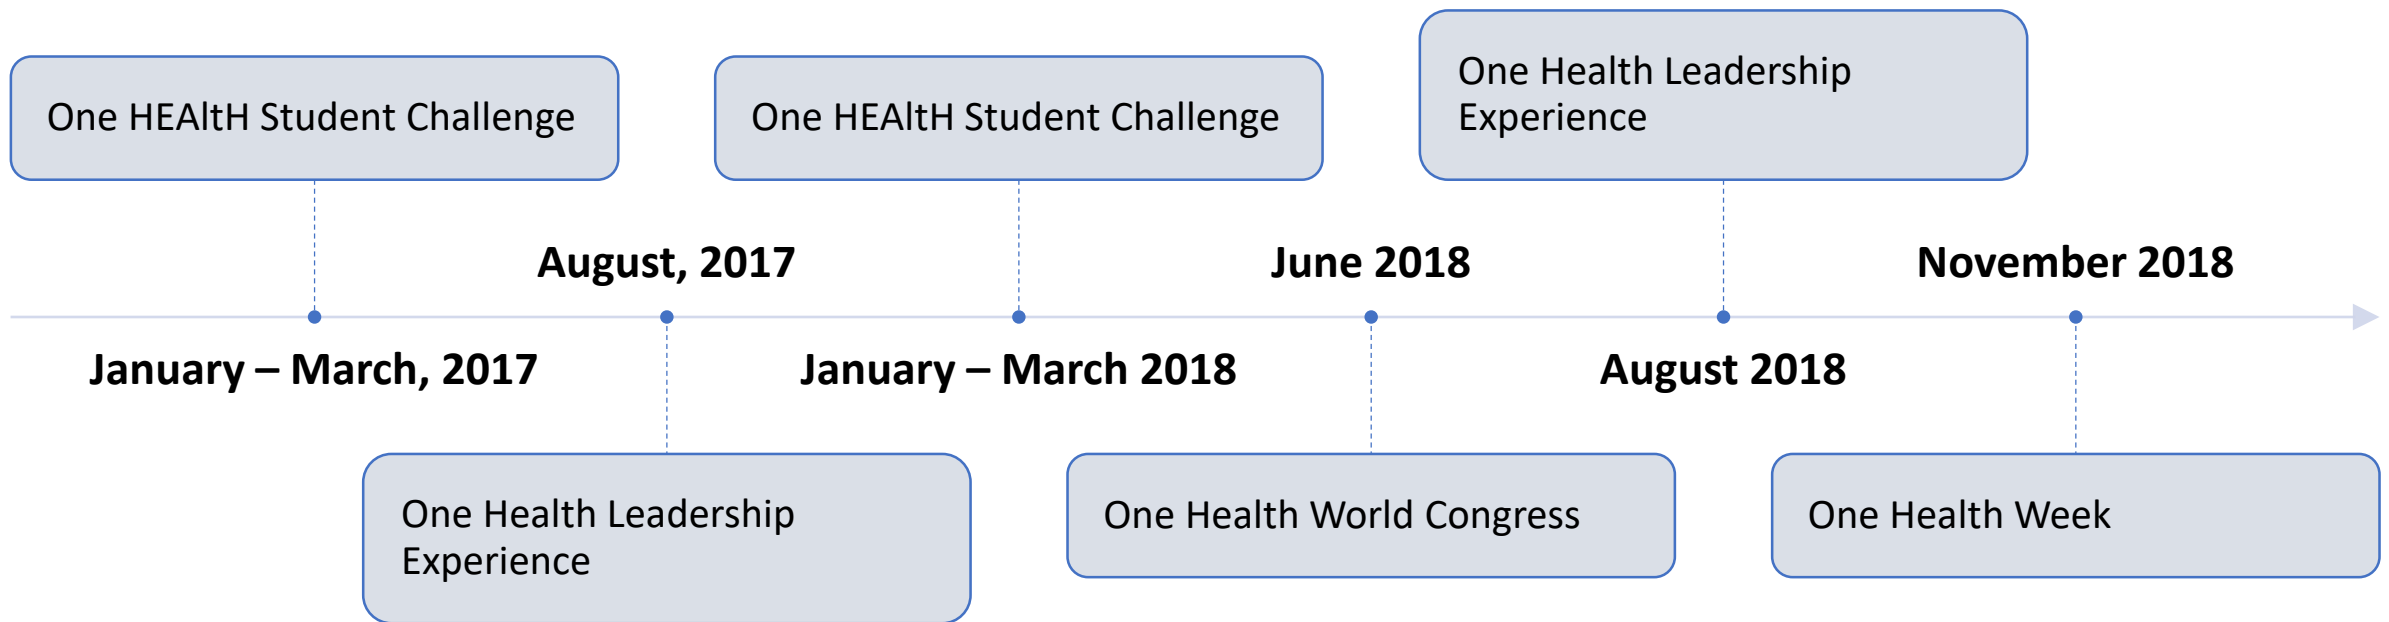 One HEAltH Student Challenge
January – March, 2017
August, 2017
One Health Leadership
Experience
One HEAltH Student Challenge
January – March 2018
June 2018
One Health World Congress
One Health Leadership
Experience
August 2018
November 2018
One Health Week